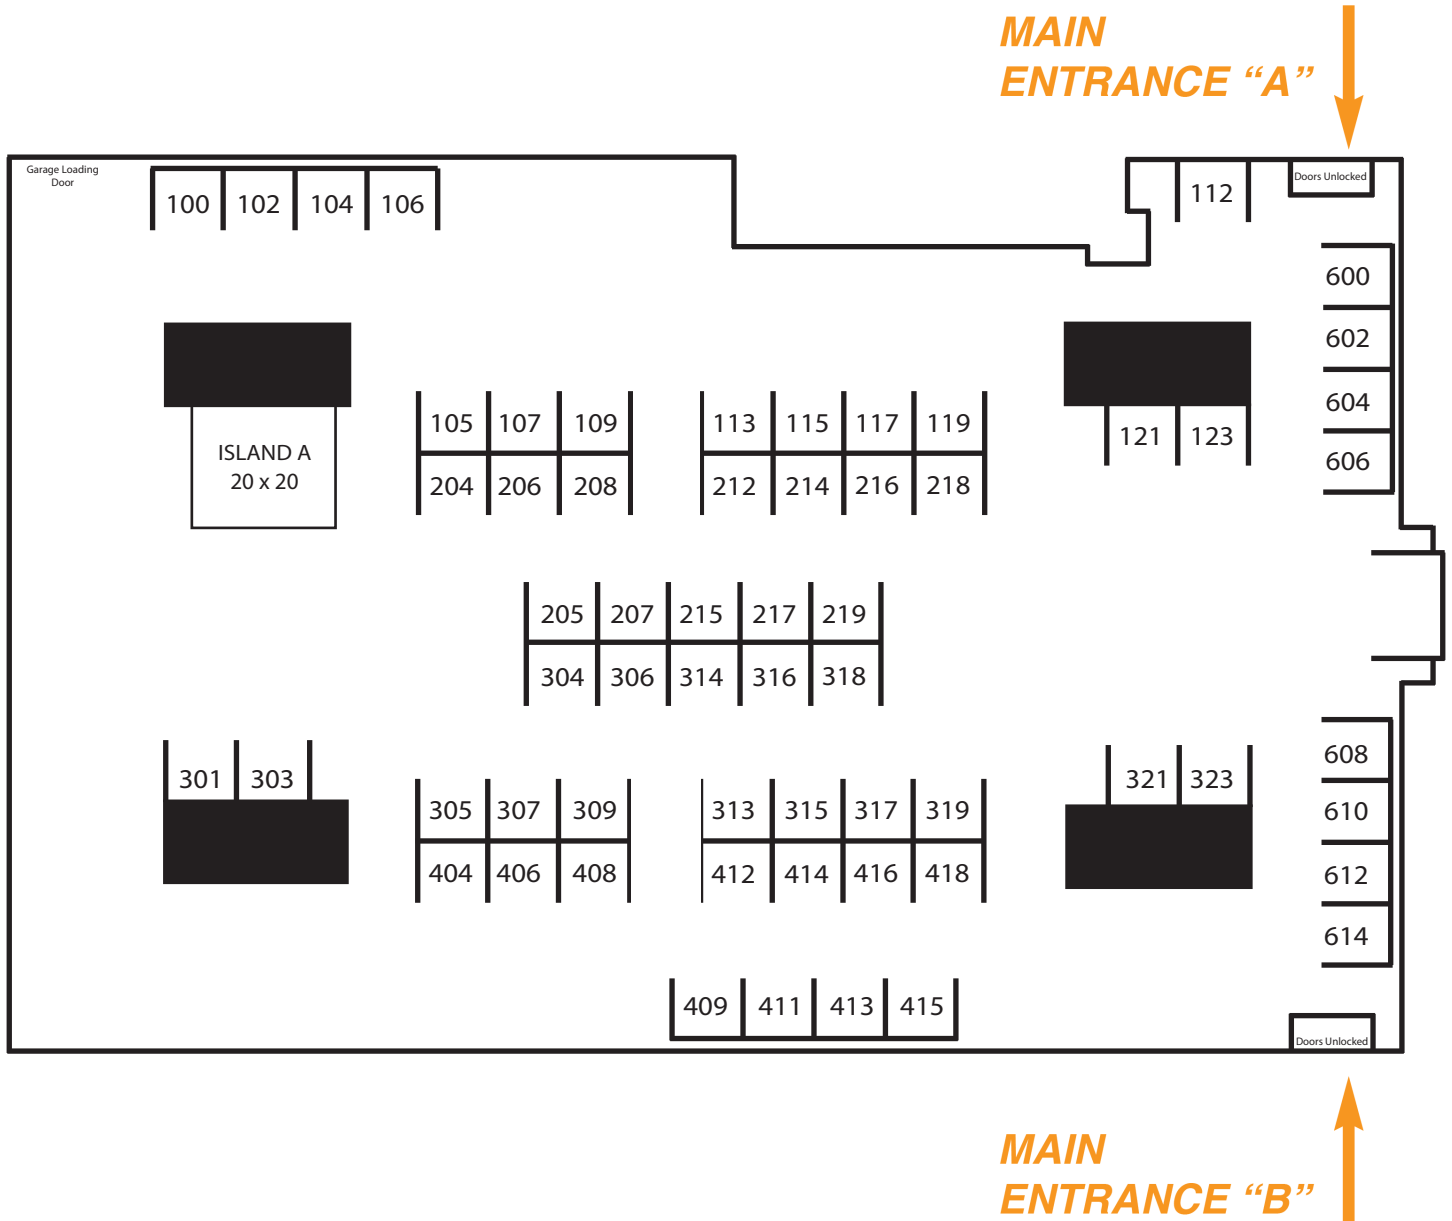 MAIN
ENTRANCE “A”
Garage Loading
Door
Doors Unlocked
100 102 104 106
112
600
602
604
606
ISLAND A
20 x 20
105 107 109
204 206 208
113 115 117 119
212 214 216 218
121 123
205 207 215 217 219
304 306 314 316 318
301 303
305 307 309
404 406 408
313 315 317 319
412 414 416 418
321 323
608
610
612
614
409 411 413 415
Doors Unlocked
MAIN
ENTRANCE “B”